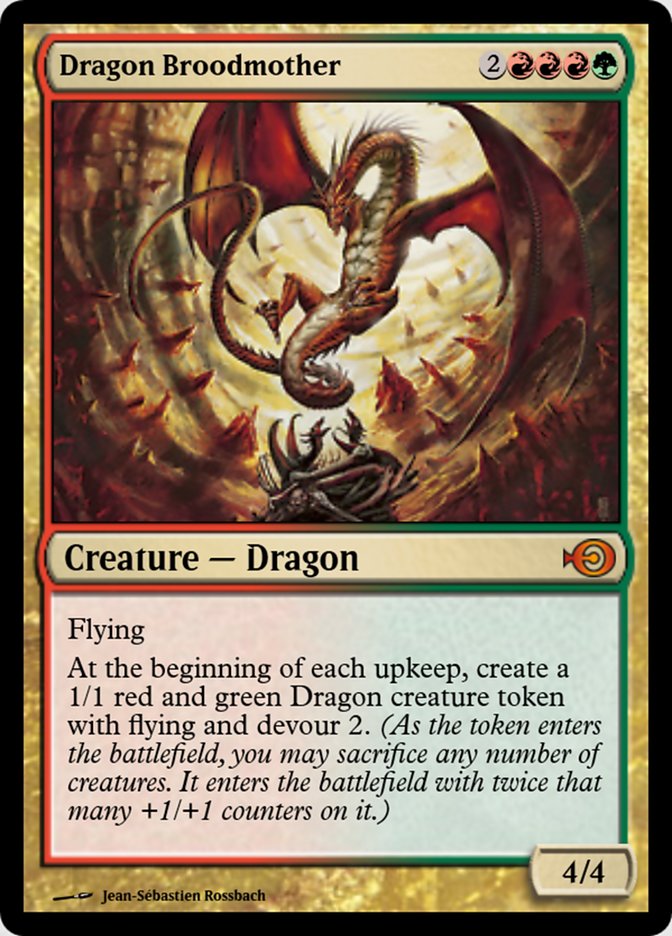 Dragon Broodmother 2
Creature — Dragon
Flying
At the beginning of each upkeep, create a
1/1 red and green Dragon creature token
with flying and devour 2. (As the token enters
the battlefield, you may sacrifice any number of
creatures. It enters the battlefield with twice that
many +1/+1 counters on it.)
4/4
Jean-Sébastien Rossbach